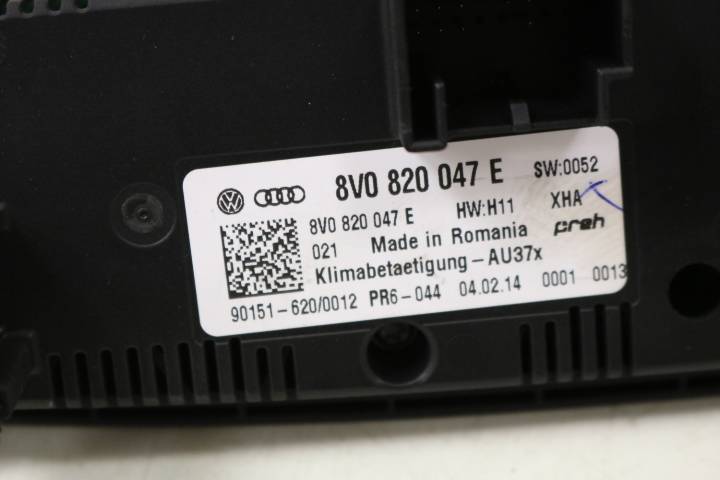 8V0 820 047 E SW:0052
8V0 820 047 E HW:H11 XHA
021 Made in Romania preh
Klimabetaetigung-AU37x
90151-620/0012 PR6-044 04.02.14 0001 0013